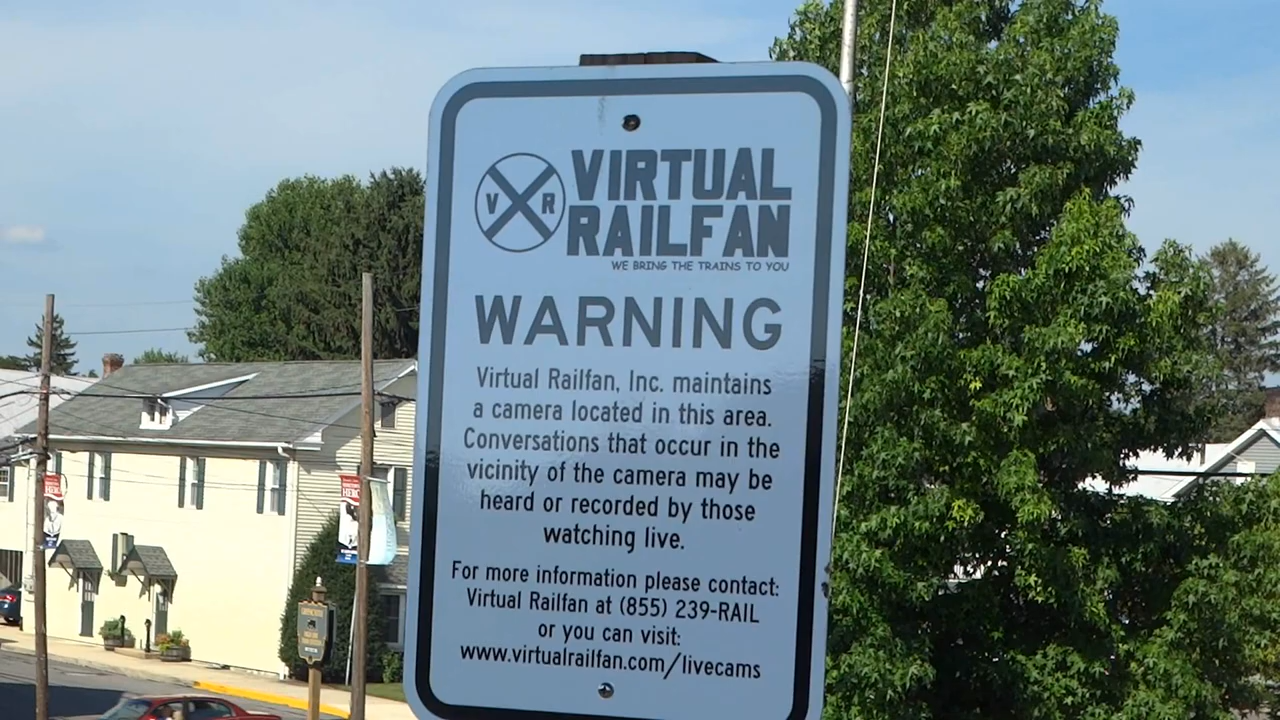 V R
VIRTUAL
RAILFAN
WE BRING THE TRAINS TO YOU
WARNING
Virtual Railfan, Inc. maintains
a camera located in this area.
Conversations that occur in the
vicinity of the camera may be
heard or recorded by those
watching live.
For more information please contact:
Virtual Railfan at (855) 239-RAIL
or you can visit:
www.virtualrailfan.com/livecams